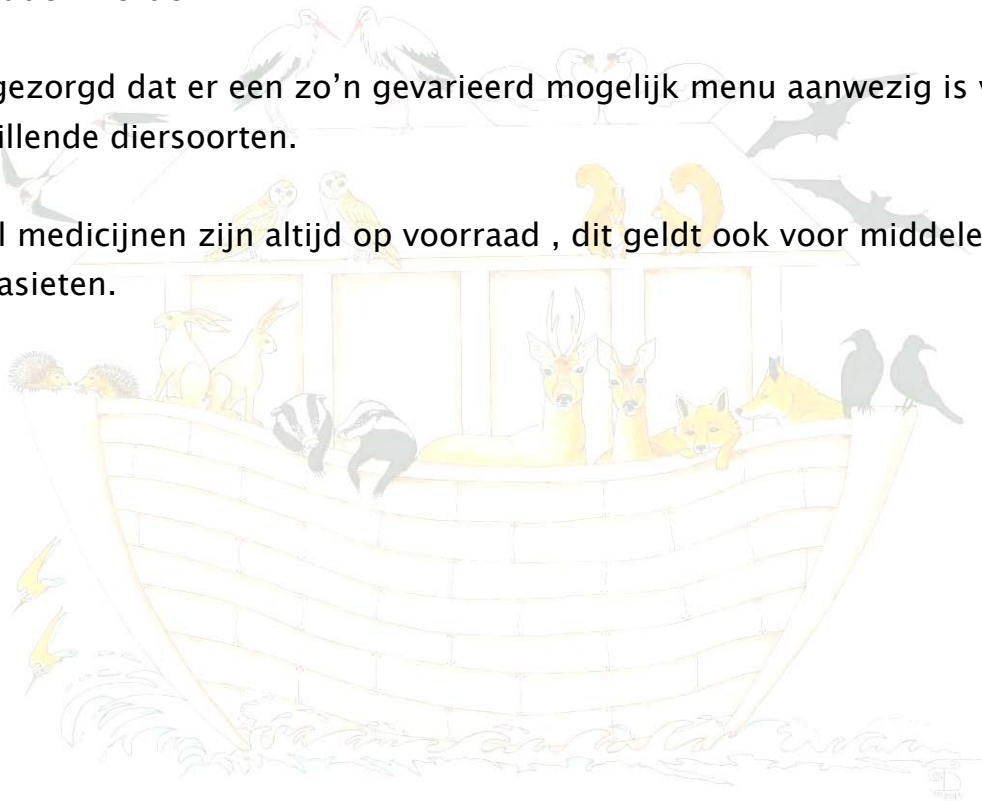 gezorgd dat er een zo’n gevarieerd mogelijk menu aanwezig is
illende diersoorten.
l medicijnen zijn altijd op voorraad , dit geldt ook voor middele
asieten.